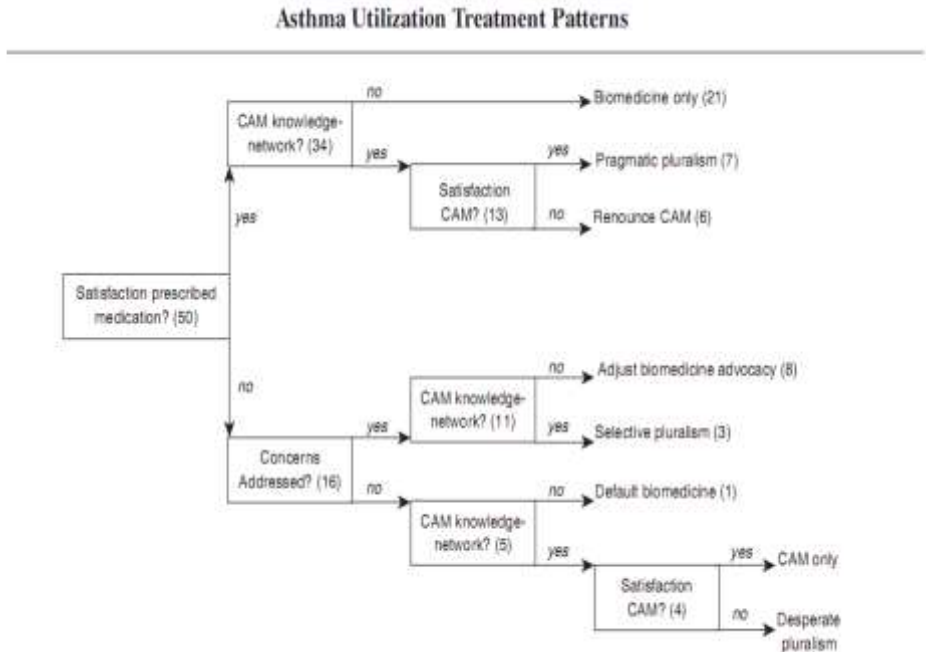 Asthma Utilization Treatment Patterns
no
Biomedicine only (21)
CAM knowledge-
network? (34)
yes
yes
Pragmatic pluralism (7)
Satisfaction
CAM? (13)
no
Renounce CAM (6)
yes
Satisfaction prescribed
medication? (50)
no
no
Adjust biomedicine advocacy (8)
CAM knowledge-
network? (11)
yes
yes
Selective pluralism (3)
Concerns
Addressed? (16)
no
no
Default biomedicine (1)
CAM knowledge-
network? (5)
yes
yes
CAM only
Satisfaction
CAM? (4)
no
Desperate
pluralism